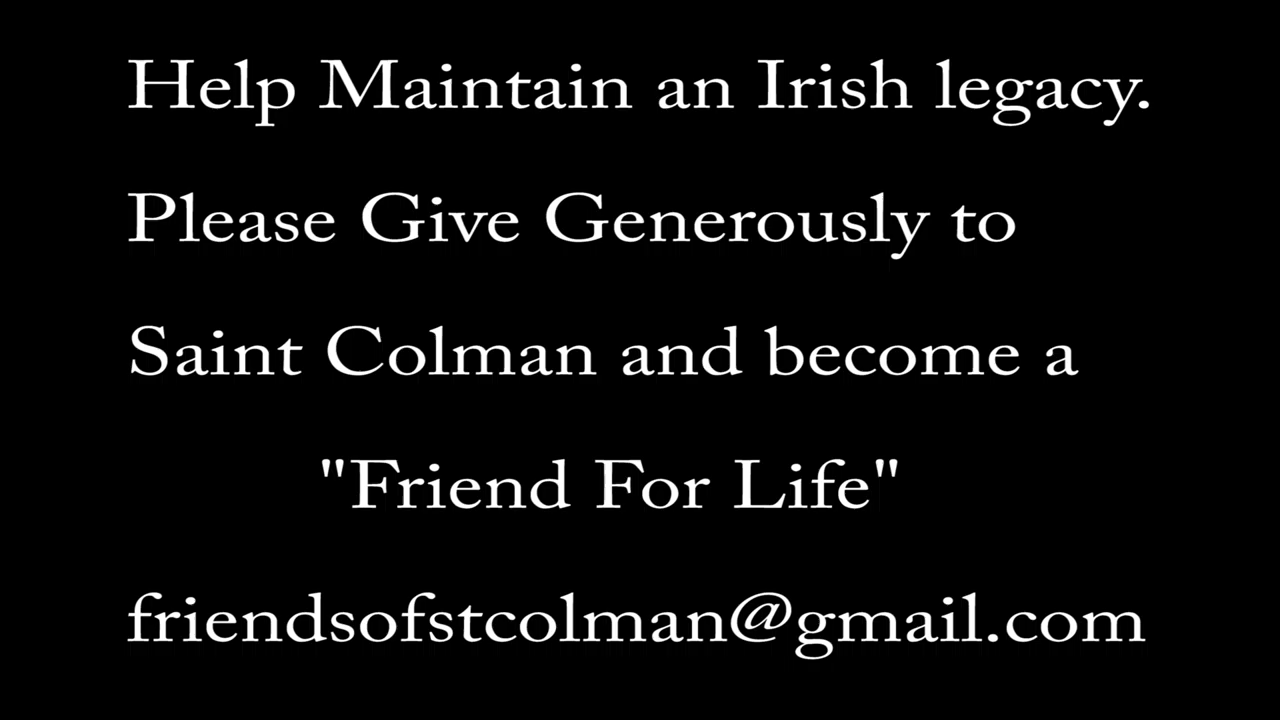 Help Maintain an Irish legacy.
Please Give Generously to
Saint Colman and become a
"Friend For Life"
friendsofstcolman@gmail.com